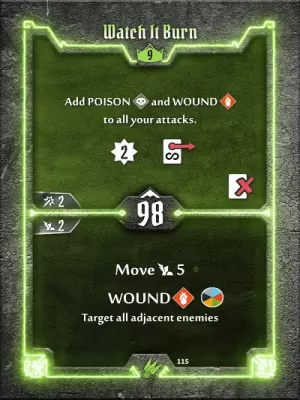 Watch It Burn
9
Add POISON and WOUND
to all your attacks.
2
2
2
98
Move 5
WOUND
Target all adjacent enemies
115